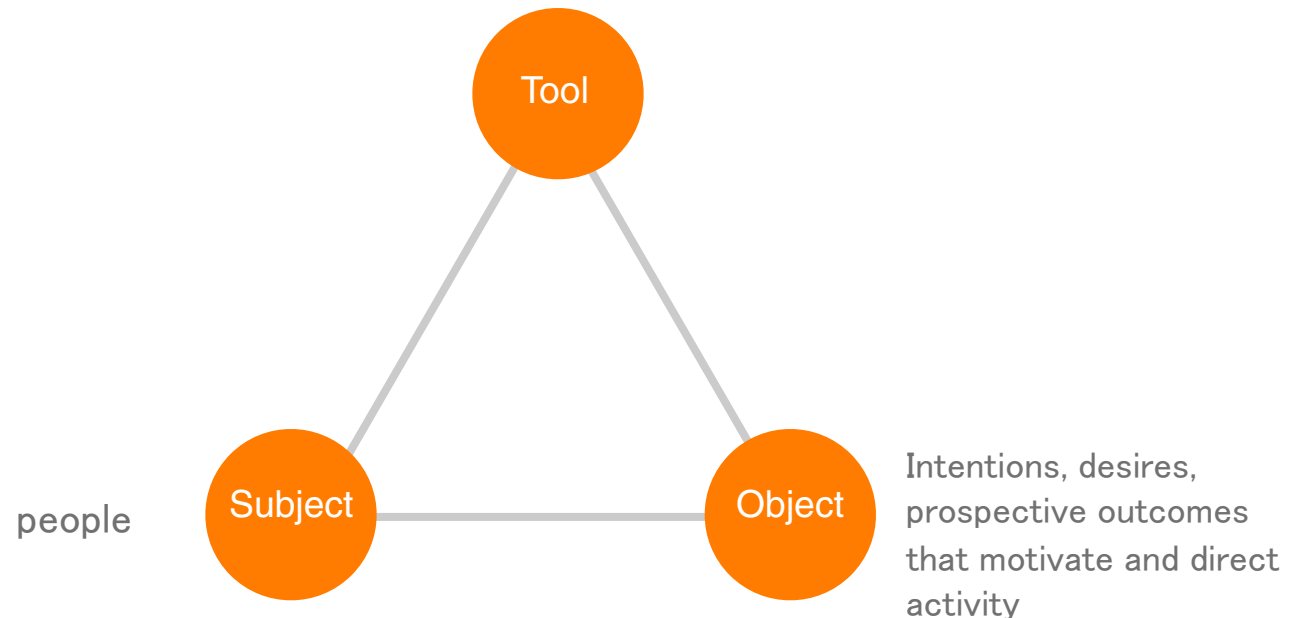 Tool
Subject
Object
people
Intentions, desires,
prospective outcomes
that motivate and direct
activity